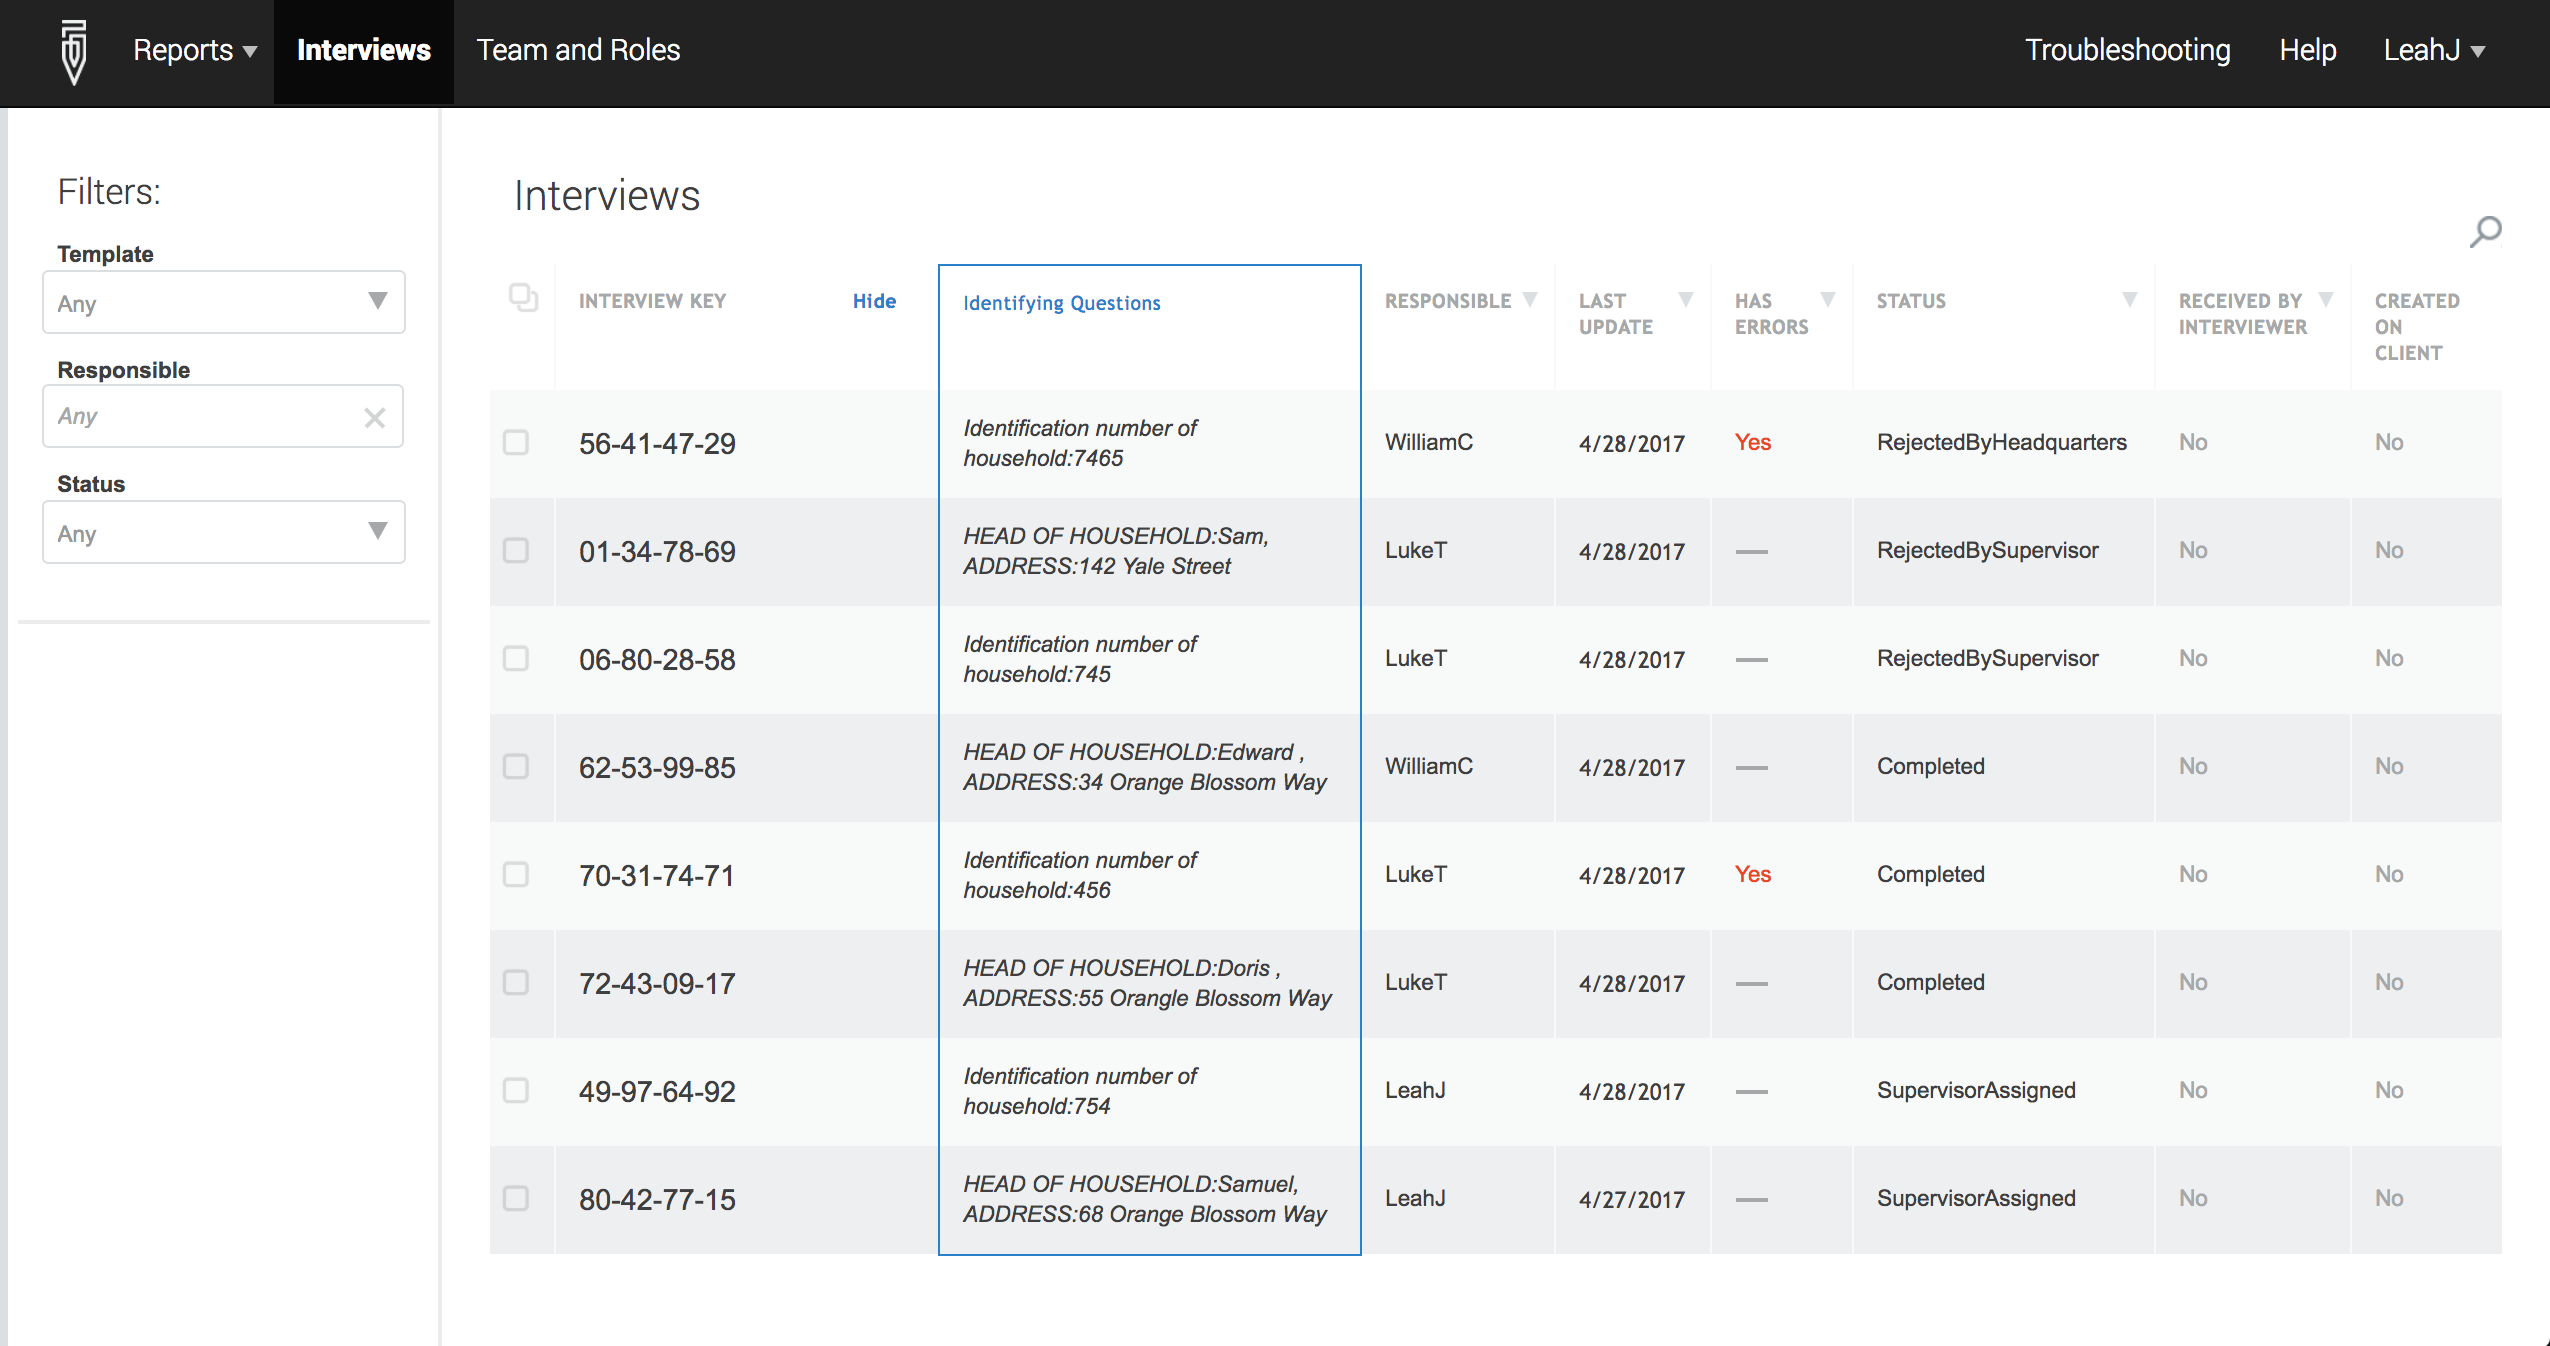 Reports Interviews Team and Roles Troubleshooting Help LeahJ
Filters:
Template
Any
Responsible
Any
Status
Any
Interviews
INTERVIEW KEY Hide Identifying Questions RESPONSIBLE LAST UPDATE HAS ERRORS STATUS RECEIVED BY INTERVIEWER CREATED ON CLIENT
56-41-47-29 Identification number of household:7465 WilliamC 4/28/2017 Yes RejectedByHeadquarters No No
01-34-78-69 HEAD OF HOUSEHOLD:Sam, ADDRESS:142 Yale Street LukeT 4/28/2017 — RejectedBySupervisor No No
06-80-28-58 Identification number of household:745 LukeT 4/28/2017 — RejectedBySupervisor No No
62-53-99-85 HEAD OF HOUSEHOLD:Edward , ADDRESS:34 Orange Blossom Way WilliamC 4/28/2017 — Completed No No
70-31-74-71 Identification number of household:456 LukeT 4/28/2017 Yes Completed No No
72-43-09-17 HEAD OF HOUSEHOLD:Doris , ADDRESS:55 Orangle Blossom Way LukeT 4/28/2017 — Completed No No
49-97-64-92 Identification number of household:754 LeahJ 4/28/2017 — SupervisorAssigned No No
80-42-77-15 HEAD OF HOUSEHOLD:Samuel, ADDRESS:68 Orange Blossom Way LeahJ 4/27/2017 — SupervisorAssigned No No